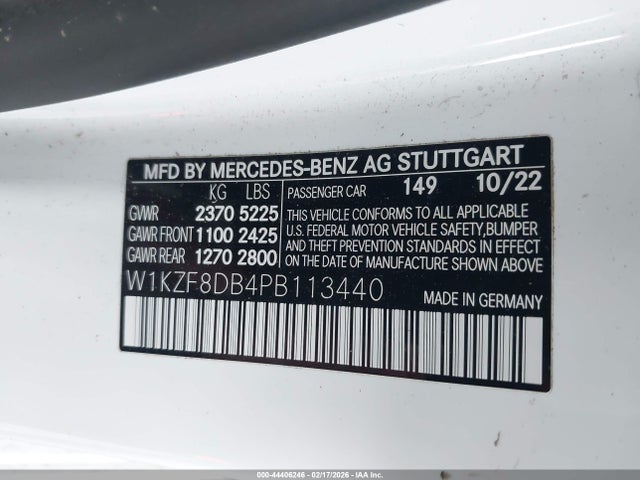 MFD BY MERCEDES-BENZ AG STUTTGART
KG LBS PASSENGER CAR 149 10/22
GVWR 2370 5225
GAWR FRONT 1100 2425
GAWR REAR 1270 2800
THIS VEHICLE CONFORMS TO ALL APPLICABLE
U.S. FEDERAL MOTOR VEHICLE SAFETY,BUMPER
AND THEFT PREVENTION STANDARDS IN EFFECT
ON THE DATE OF MANUFACTURE SHOWN ABOVE
W1KZF8DB4PB113440 MADE IN GERMANY
000-44406246 - 02/17/2026 - IAA Inc.